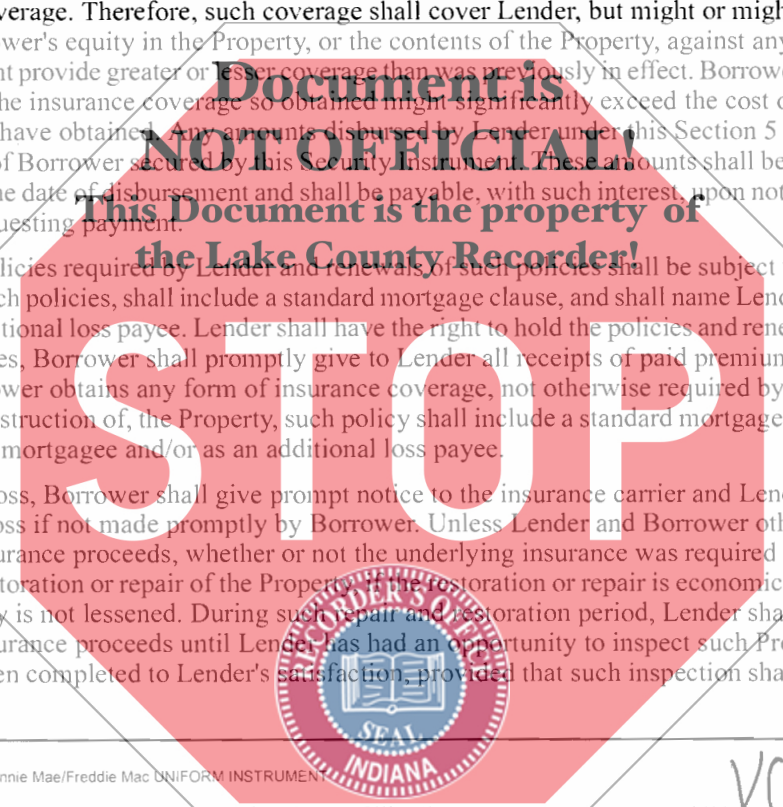 verage. Therefore, such coverage shall cover Lender, but might or migh
wer's equity in the Property, or the contents of the Property, against any
nt provide greater or lesser coverage than was previously in effect. Borrowe
he insurance coverage so obtained might significantly exceed the cost o
have obtained. Any amounts disbursed by Lender under this Section 5
of Borrower secured by this Security Instrument. These amounts shall be
he date of disbursement and shall be payable, with such interest, upon not
uesting payment.
Document is
NOT OFFICIAL!
This Document is the property of
the Lake County Recorder!
licies required by Lender and renewals of such policies shall be subject
ch policies, shall include a standard mortgage clause, and shall name Lend
tional loss payee. Lender shall have the right to hold the policies and rene
es, Borrower shall promptly give to Lender all receipts of paid premium
ower obtains any form of insurance coverage, not otherwise required by
struction of, the Property, such policy shall include a standard mortgage
mortgagee and/or as an additional loss payee.
STOP
oss, Borrower shall give prompt notice to the insurance carrier and Lend
oss if not made promptly by Borrower. Unless Lender and Borrower oth
urance proceeds, whether or not the underlying insurance was required
toration or repair of the Property, if the restoration or repair is economic
y is not lessened. During such repair and restoration period, Lender sha
urance proceeds until Lender has had an opportunity to inspect such Pro
en completed to Lender's satisfaction, provided that such inspection sha
RECORDER'S OFFICE
SEAL
INDIANA
nnie Mae/Freddie Mac UNIFORM INSTRUMENT